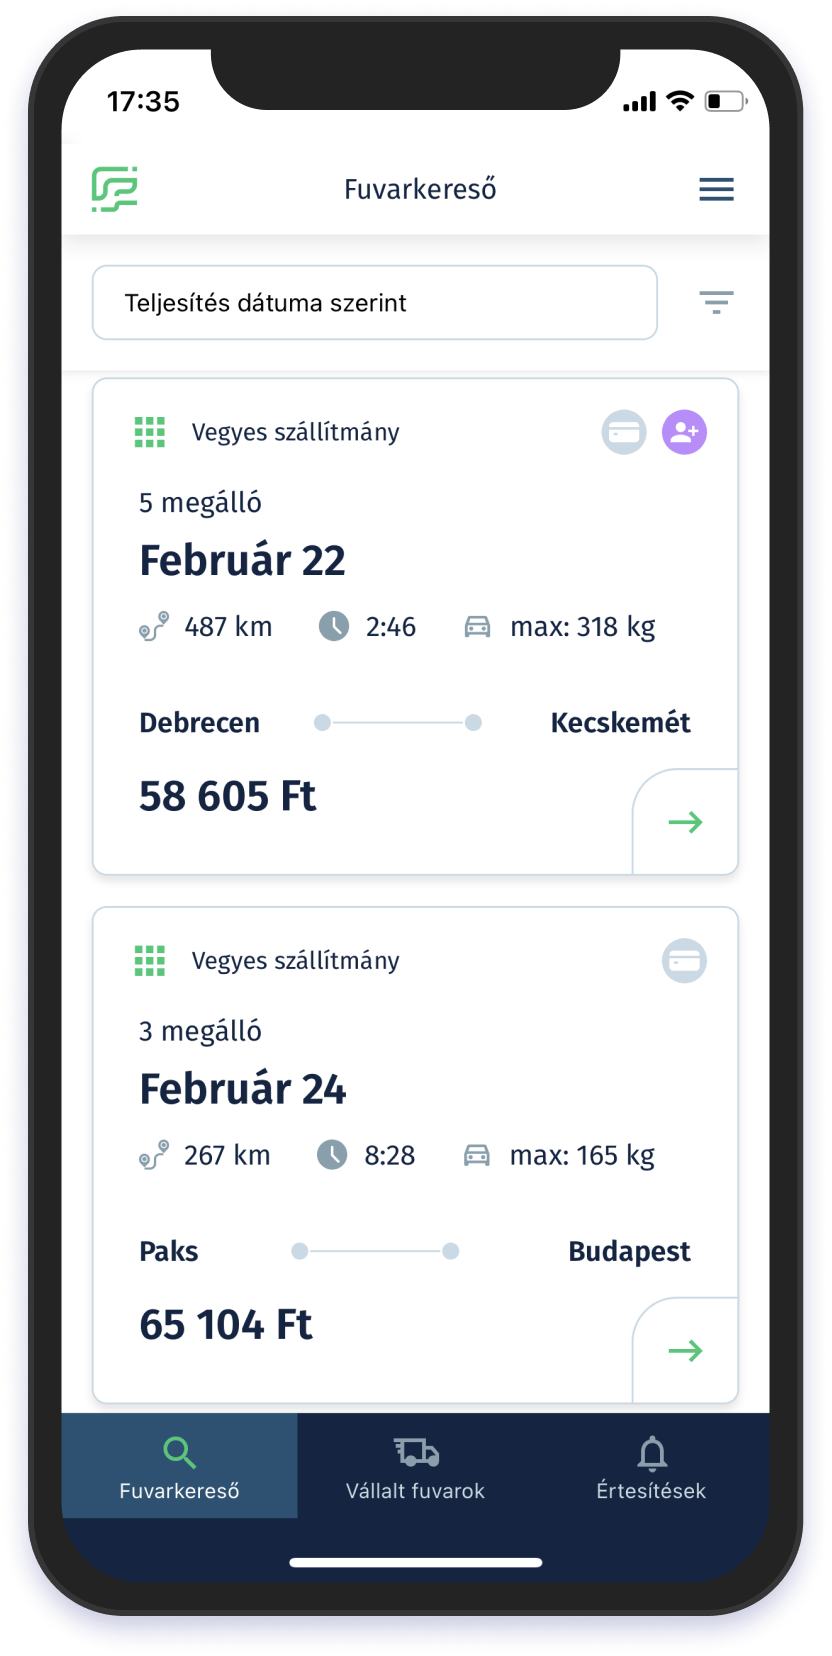 17:35
Fuvarkereső
Teljesítés dátuma szerint
Vegyes szállítmány
5 megálló
Február 22
487 km 2:46 max: 318 kg
Debrecen Kecskemét
58 605 Ft
Vegyes szállítmány
3 megálló
Február 24
267 km 8:28 max: 165 kg
Paks Budapest
65 104 Ft
Fuvarkereső Vállalt fuvarok Értesítések